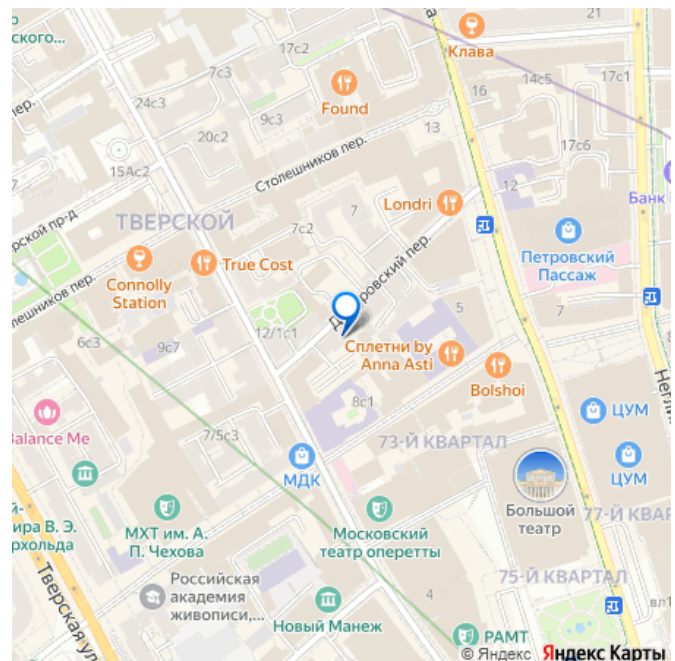 21
17с2
Клава
ского...
7с3
14с5
17с1
16
24с3
Found
9с3
пер.
20с2
13
17с6
15Ас2
Столешников пер.
12
Londri
Банк
ТВЕРСКОЙ
7
рской пр-д
7с2
Петровский
Пассаж
True Cost
Connolly
Station
ровский пер.
7
5
6с3
9с7
12/1с1
Сплетни by
Anna Asti
Bolshoi
Негли
8с1
ЦУМ
Balance Me
7/5с3
73-Й КВАРТАЛ
МДК
ЦУМ
Большой
театр
77-Й КВАР
й-
ира В. Э.
рхольда
МХТ им. А.
П. Чехова
Московский
театр оперетты
Тверская ул
Российская
академия
живописи,...
75-Й КВАРТАЛ
4
вл1
Новый Манеж
РАМТ
© Яндекс Яндекс Карты